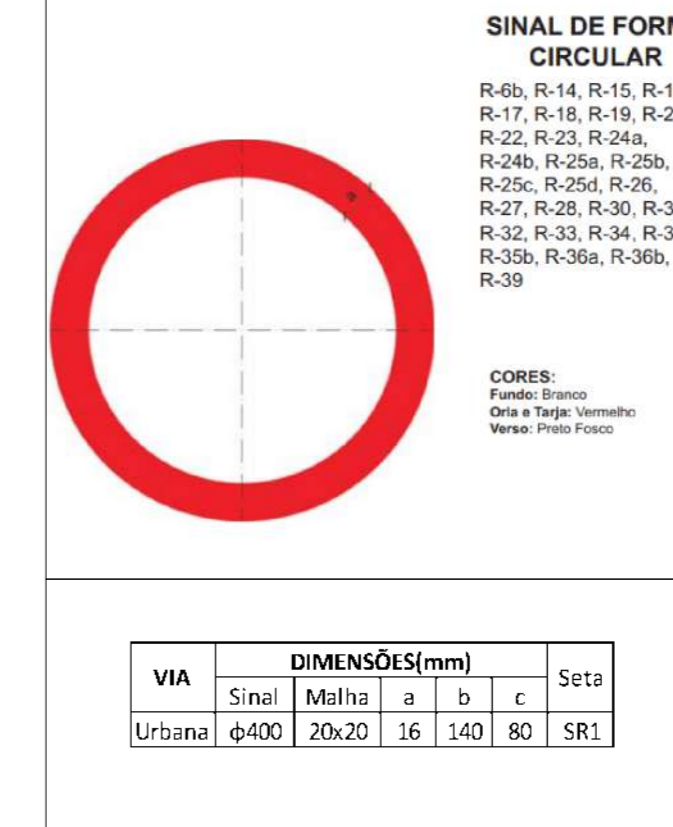 SINAL DE FORM
CIRCULAR
R-6b, R-14, R-15, R-1
R-17, R-18, R-19, R-2
R-22, R-23, R-24a,
R-24b, R-25a, R-25b,
R-25c, R-25d, R-26,
R-27, R-28, R-30, R-3
R-32, R-33, R-34, R-3
R-35b, R-36a, R-36b,
R-39
a
CORES:
Fundo: Branco
Orla e Tarja: Vermelho
Verso: Preto Fosco
VIA DIMENSÕES(mm) Seta
Sinal Malha a b c
Urbana ф400 20x20 16 140 80 SR1